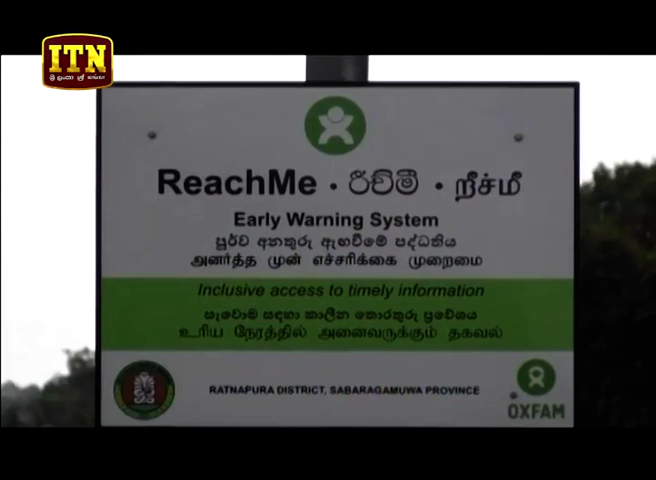 ITN
ReachMe • රීච්මී • றீச்மீ
Early Warning System
පූර්ව අනතුරු ඇඟවීමේ පද්ධතිය
அனர்த்த முன் எச்சரிக்கை முறைமை
Inclusive access to timely information
සැවොම සඳහා කාලීන තොරතුරු ප්‍රවේශය
உரிய நேரத்தில் அனைவருக்கும் தகவல்
RATNAPURA DISTRICT, SABARAGAMUWA PROVINCE
OXFAM